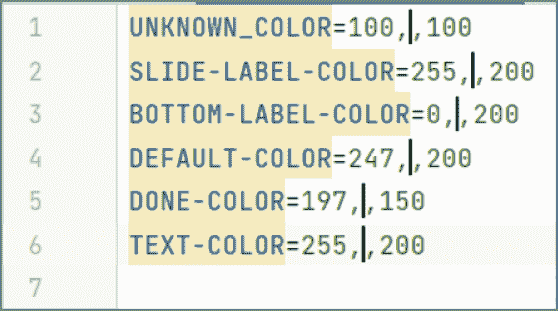 1 UNKNOWN_COLOR=100,,100
2 SLIDE-LABEL-COLOR=255,,200
3 BOTTOM-LABEL-COLOR=0,,200
4 DEFAULT-COLOR=247,,200
5 DONE-COLOR=197,,150
6 TEXT-COLOR=255,,200
7